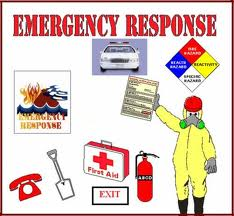 EMERGENCY RESPONSE
FIRE
HAZARD
HEALTH
HAZARD
REACTIVITY
SPECIFIC
HAZARD
EMERGENCY
RESPONSE
First Aid
ABCD
EXIT